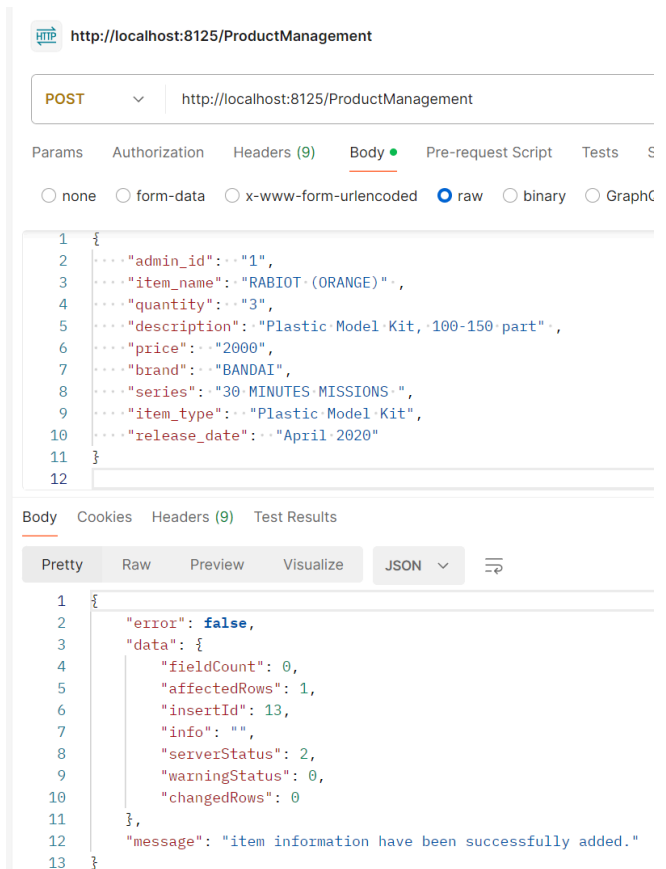 HTTP http://localhost:8125/ProductManagement
POST http://localhost:8125/ProductManagement
Params Authorization Headers (9) Body Pre-request Script Tests S
none form-data x-www-form-urlencoded raw binary GraphQ
1 {
2 "admin_id": "1",
3 "item_name": "RABIOT (ORANGE)" ,
4 "quantity": "3",
5 "description": "Plastic Model Kit, 100-150 part" ,
6 "price": "2000",
7 "brand": "BANDAI",
8 "series": "30 MINUTES MISSIONS ",
9 "item_type": "Plastic Model Kit",
10 "release_date": "April 2020"
11 }
12
Body Cookies Headers (9) Test Results
Pretty Raw Preview Visualize JSON
1 {
2 "error": false,
3 "data": {
4 "fieldCount": 0,
5 "affectedRows": 1,
6 "insertId": 13,
7 "info": "",
8 "serverStatus": 2,
9 "warningStatus": 0,
10 "changedRows": 0
11 },
12 "message": "item information have been successfully added."
13 }